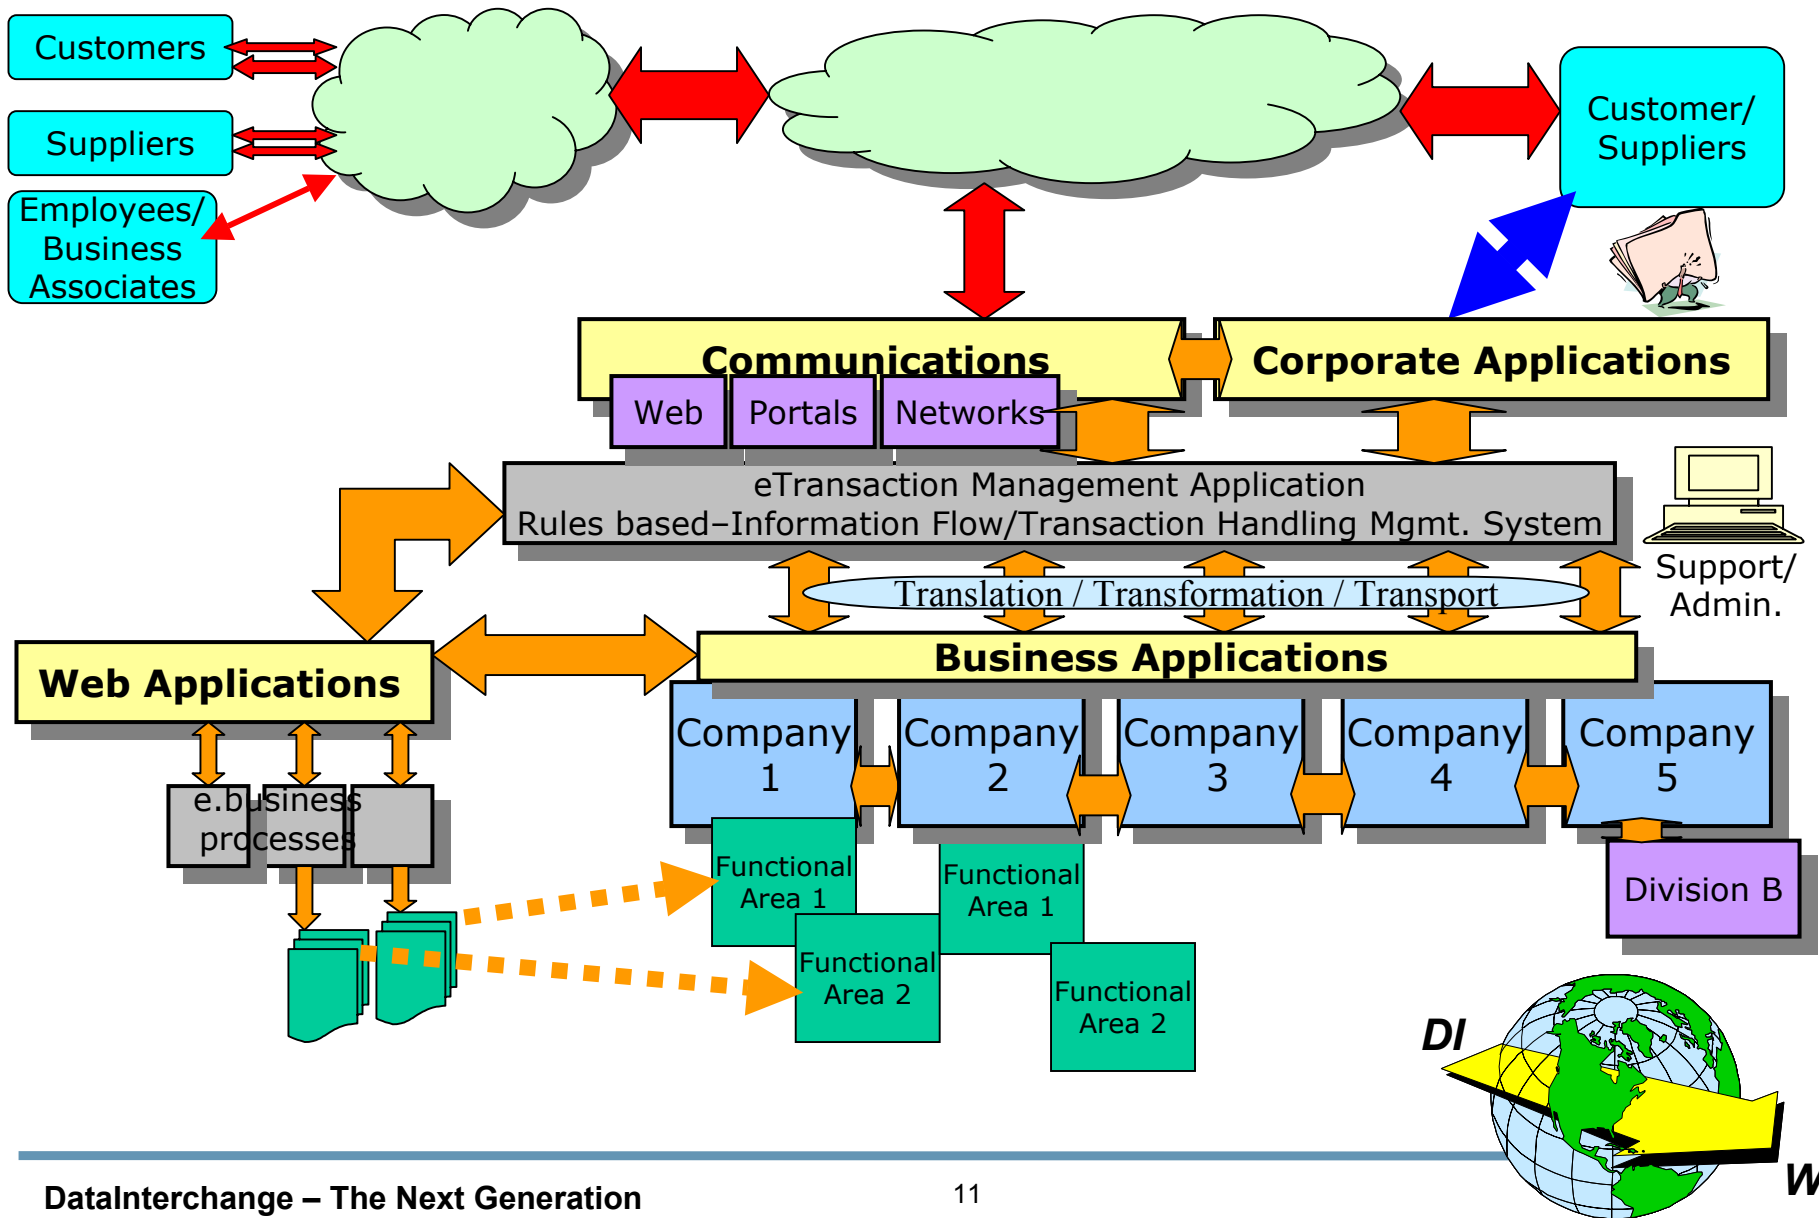 Customers
Suppliers
Employees/
Business
Associates
Customer/
Suppliers
Communications
Corporate Applications
Web
Portals
Networks
eTransaction Management Application
Rules based–Information Flow/Transaction Handling Mgmt. System
Support/
Admin.
Translation / Transformation / Transport
Business Applications
Web Applications
Company
1
Company
2
Company
3
Company
4
Company
5
e.business
processes
Functional
Area 1
Functional
Area 1
Division B
Functional
Area 2
Functional
Area 2
DI
W
DataInterchange – The Next Generation
11